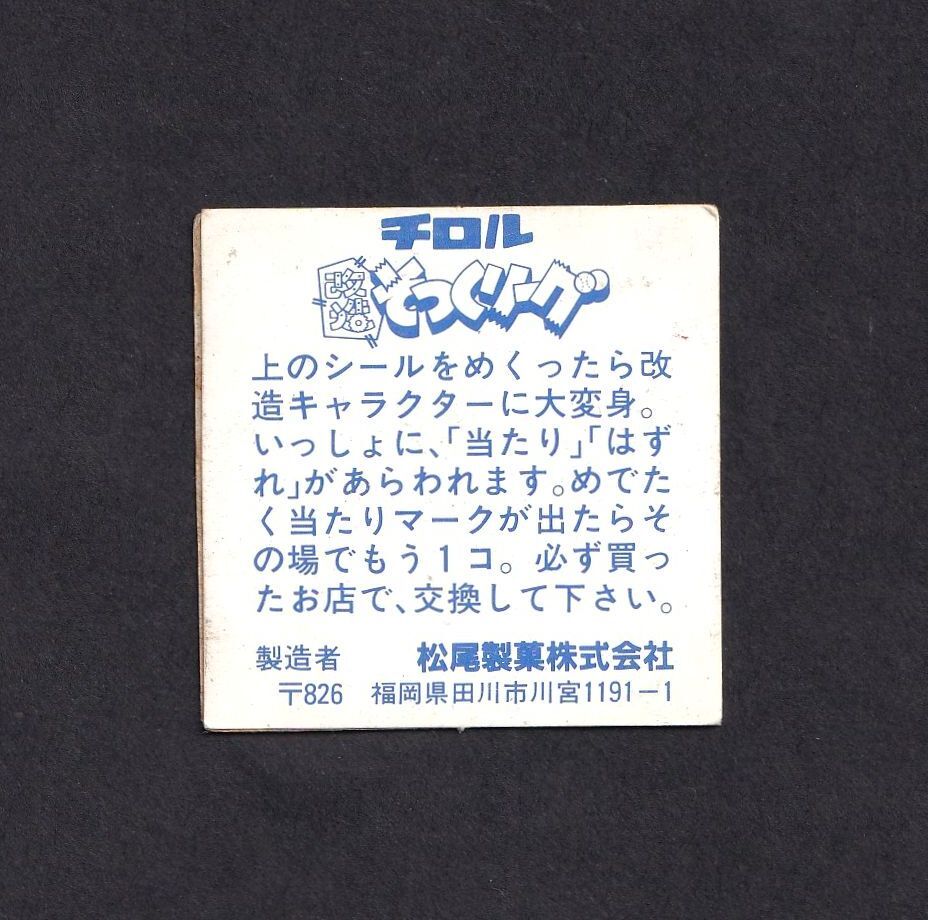 チロル
改造 そっくリーグ
上のシールをめくったら改
造キャラクターに大変身。
いっしょに、「当たり」「はず
れ」があらわれます。めでた
く当たりマークが出たらそ
の場でもう1コ。必ず買っ
たお店で、交換して下さい。
製造者 松尾製菓株式会社
〒826 福岡県田川市川宮1191-1